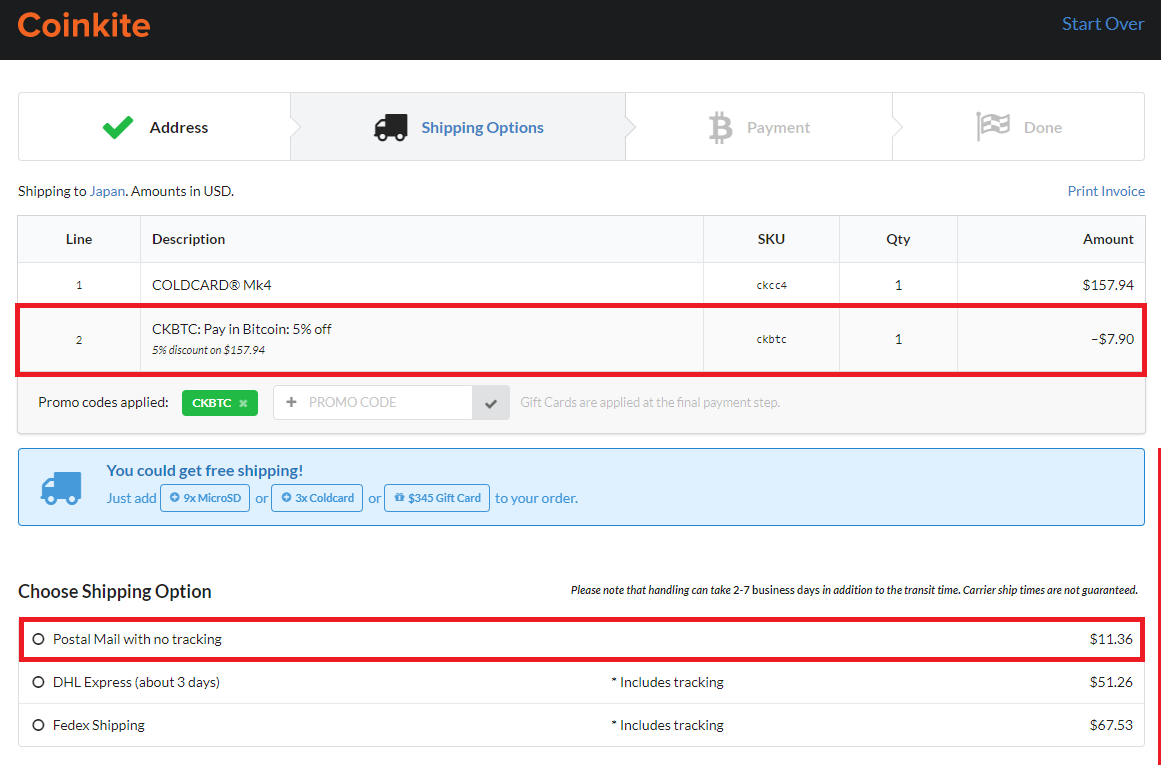 Coinkite
Start Over
Address
Shipping Options
Payment
Done
Shipping to Japan. Amounts in USD.
Print Invoice
Line Description SKU Qty Amount
1 COLDCARD® Mk4 ckcc4 1 $157.94
2 CKBTC: Pay in Bitcoin: 5% off ckbtc 1 −$7.90
5% discount on $157.94
Promo codes applied: CKBTC × + PROMO CODE Gift Cards are applied at the final payment step.
You could get free shipping!
Just add 9x MicroSD or 3x Coldcard or $345 Gift Card to your order.
Choose Shipping Option
Please note that handling can take 2-7 business days in addition to the transit time. Carrier ship times are not guaranteed.
Postal Mail with no tracking $11.36
DHL Express (about 3 days) * Includes tracking $51.26
Fedex Shipping * Includes tracking $67.53